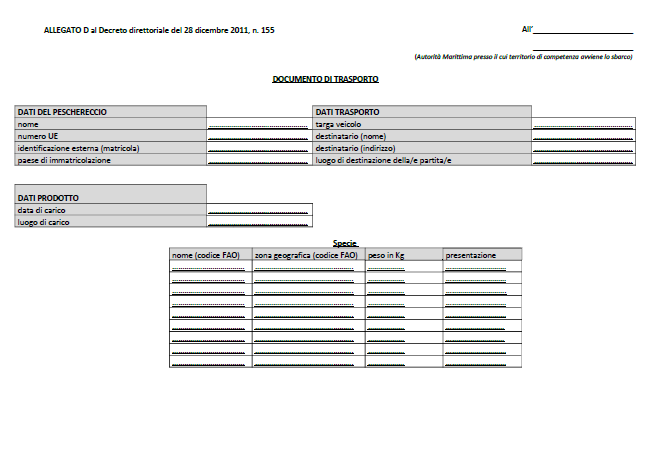 ALLEGATO D al Decreto direttoriale del 28 dicembre 2011, n. 155
All'
(Autorità Marittima presso il cui territorio di competenza avviene lo sbarco)
DOCUMENTO DI TRASPORTO
DATI DEL PESCHERECCIO DATI TRASPORTO
nome targa veicolo
numero UE destinatario (nome)
identificazione esterna (matricola) destinatario (indirizzo)
paese di immatricolazione luogo di destinazione della/e partita/e
DATI PRODOTTO
data di carico
luogo di carico
Specie
nome (codice FAO) zona geografica (codice FAO) peso in Kg presentazione